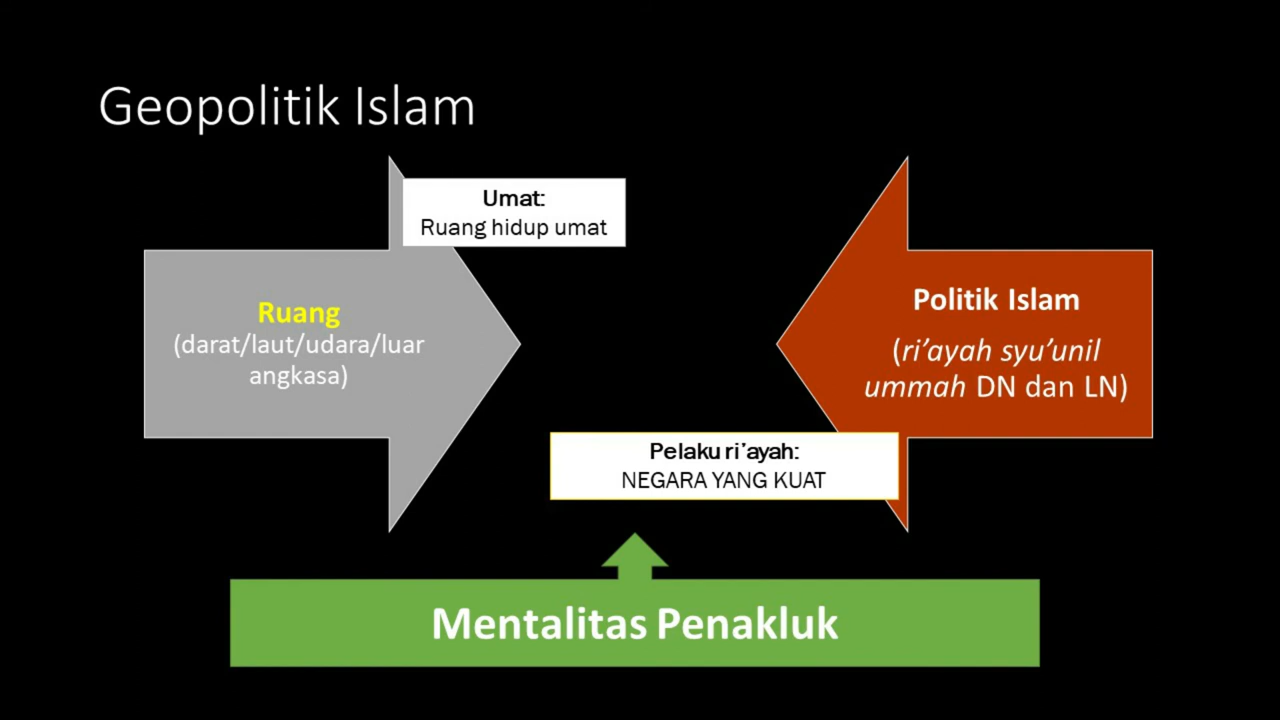 Geopolitik Islam
Umat:
Ruang hidup umat
Ruang
(darat/laut/udara/luar
angkasa)
Politik Islam
(ri’ayah syu’unil
ummah DN dan LN)
Pelaku ri’ayah:
NEGARA YANG KUAT
Mentalitas Penakluk